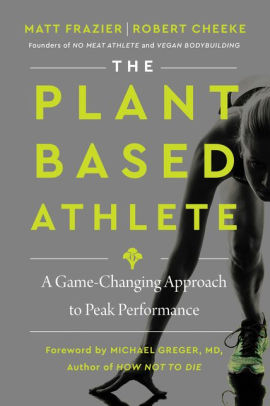 MATT FRAZIER | ROBERT CHEEKE
Founders of NO MEAT ATHLETE and VEGAN BODYBUILDING
THE
PLANT
BASED
ATHLETE
A Game-Changing Approach
to Peak Performance
Foreword by MICHAEL GREGER, MD,
Author of HOW NOT TO DIE